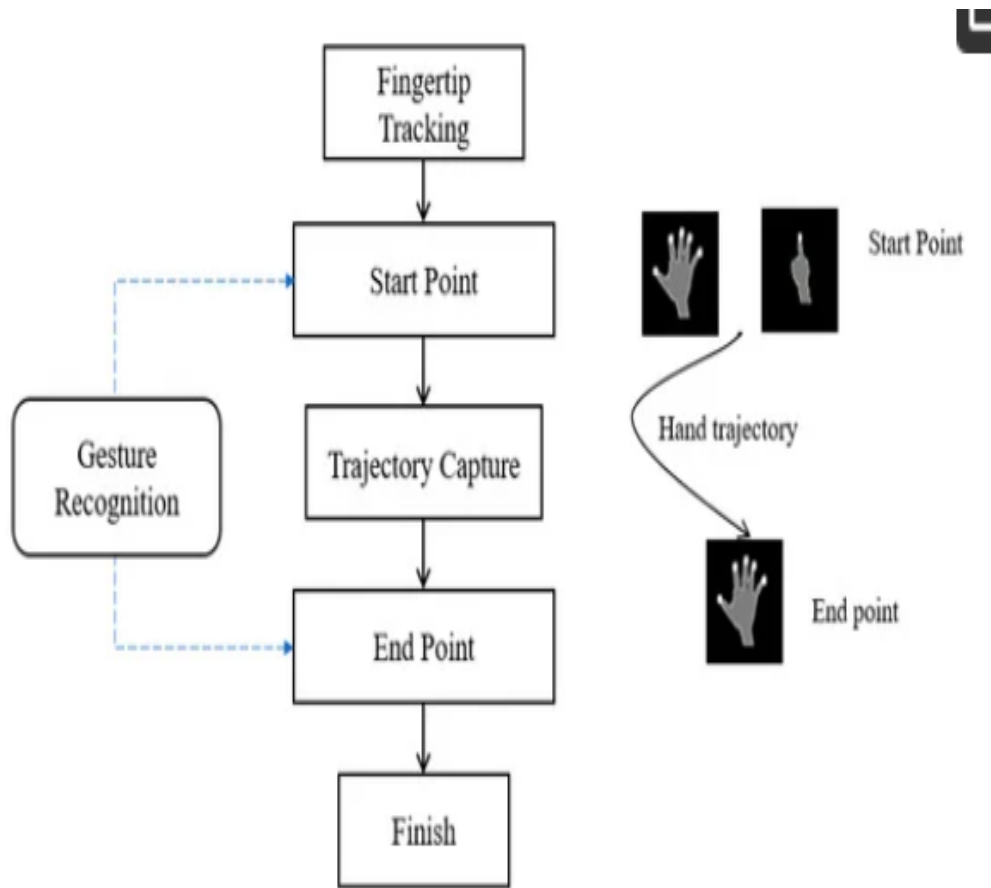 Fingertip
Tracking
Start Point
Start Point
Gesture
Recognition
Trajectory Capture
Hand trajectory
End Point
End point
Finish